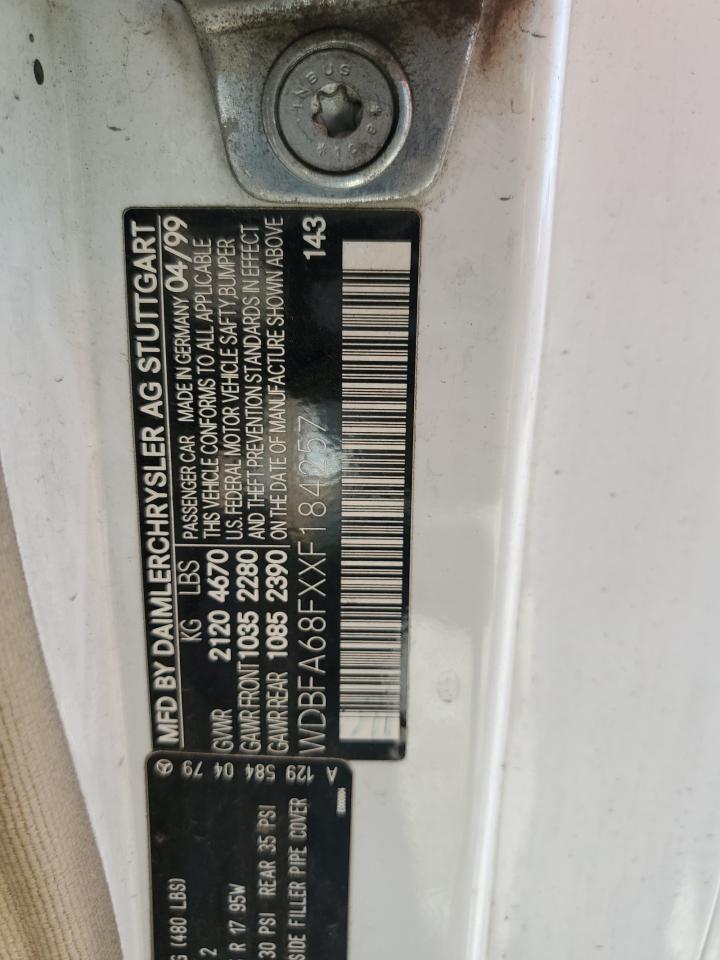 INBUS
*10.9*
MFD BY DAIMLERCHRYSLER AG STUTTGART
KG LBS PASSENGER CAR MADE IN GERMANY 04/99
GVWR 2120 4670 THIS VEHICLE CONFORMS TO ALL APPLICABLE
U.S. FEDERAL MOTOR VEHICLE SAFTY, BUMPER
GAWR FRONT 1035 2280 AND THEFT PREVENTION STANDARDS IN EFFECT
GAWR REAR 1085 2390 ON THE DATE OF MANUFACTURE SHOWN ABOVE
WDBFA68FXXF184257 143
A 129 584 04 79
G (480 LBS)
2
R 17 95W
30 PSI REAR 35 PSI
SIDE FILLER PIPE COVER